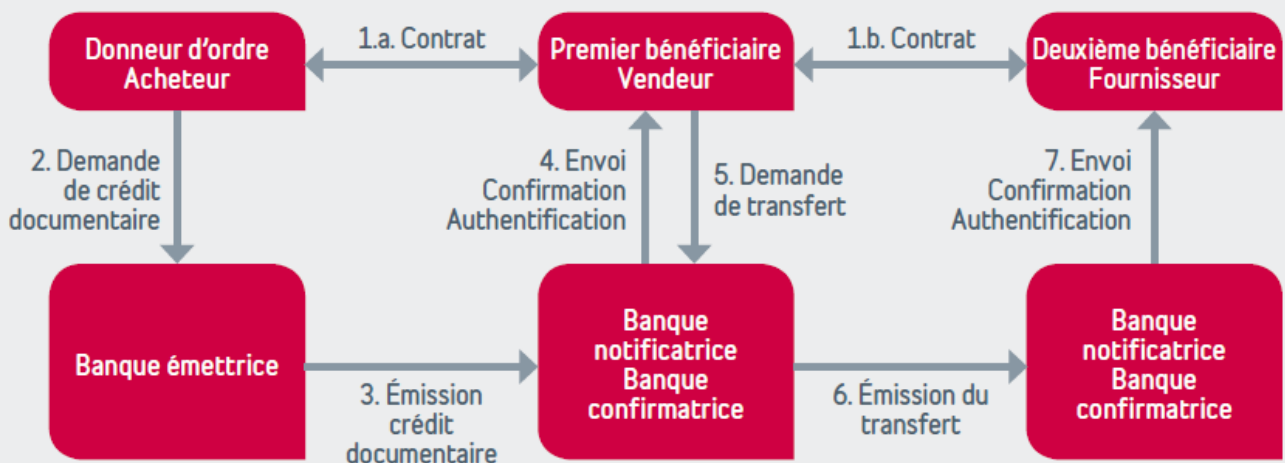 Donneur d'ordre
Acheteur
1.a. Contrat
Premier bénéficiaire
Vendeur
1.b. Contrat
Deuxième bénéficiaire
Fournisseur
2. Demande
de crédit
documentaire
4. Envoi
Confirmation
Authentification
5. Demande
de transfert
7. Envoi
Confirmation
Authentification
Banque émettrice
3. Émission
crédit
documentaire
Banque
notificatrice
Banque
confirmatrice
6. Émission du
transfert
Banque
notificatrice
Banque
confirmatrice